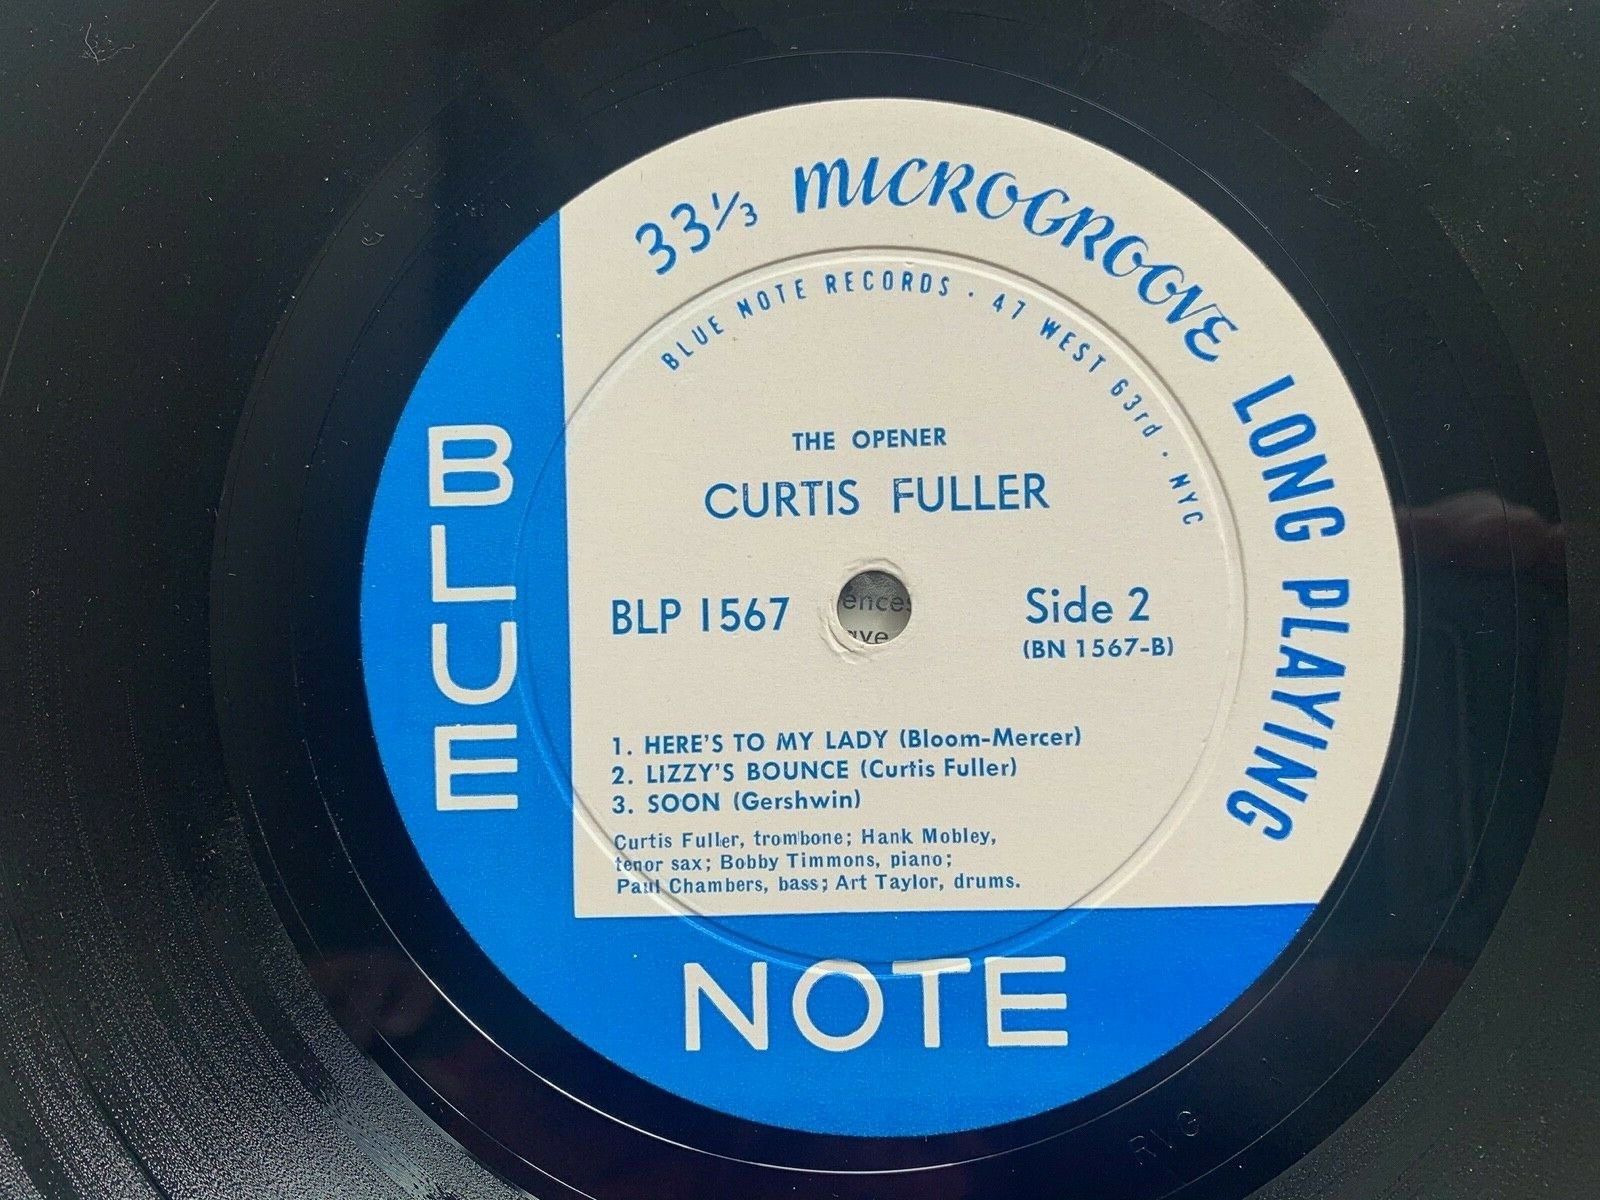 33⅓ MICROGROOVE LONG PLAYING
BLUE NOTE RECORDS · 47 WEST 63rd · NYC
THE OPENER
CURTIS FULLER
BLP 1567
Side 2
(BN 1567-B)
1. HERE'S TO MY LADY (Bloom-Mercer)
2. LIZZY'S BOUNCE (Curtis Fuller)
3. SOON (Gershwin)
Curtis Fuller, trombone; Hank Mobley,
tenor sax; Bobby Timmons, piano;
Paul Chambers, bass; Art Taylor, drums.
BLUE
NOTE
RVG